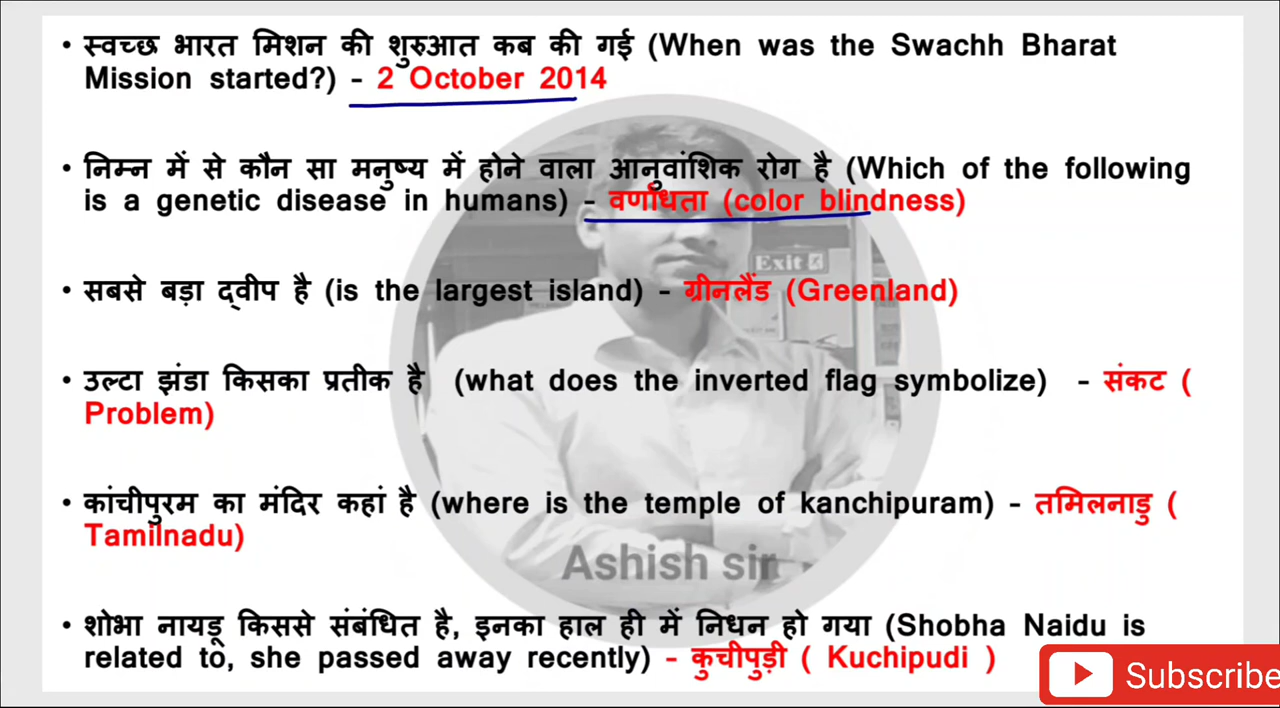 • स्वच्छ भारत मिशन की शुरुआत कब की गई (When was the Swachh Bharat
Mission started?) - 2 October 2014
• निम्न में से कौन सा मनुष्य में होने वाला आनुवांशिक रोग है (Which of the following
is a genetic disease in humans) - वर्णांधता (color blindness)
Exit
• सबसे बड़ा द्वीप है (is the largest island) - ग्रीनलैंड (Greenland)
• उल्टा झंडा किसका प्रतीक है (what does the inverted flag symbolize) - संकट (
Problem)
• कांचीपुरम का मंदिर कहां है (where is the temple of kanchipuram) - तमिलनाडु (
Tamilnadu)
Ashish sir
• शोभा नायडू किससे संबंधित है, इनका हाल ही में निधन हो गया (Shobha Naidu is
related to, she passed away recently) - कुचीपुड़ी ( Kuchipudi )
Subscribe